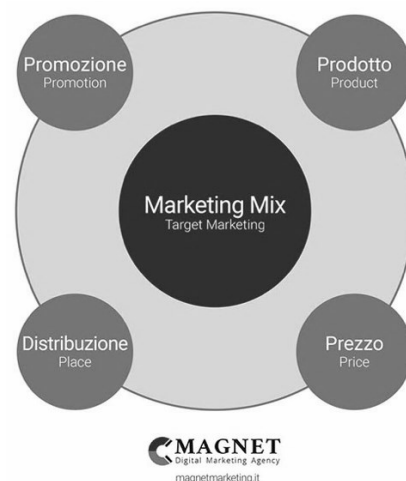 Promozione
Promotion
Prodotto
Product
Marketing Mix
Target Marketing
Distribuzione
Place
Prezzo
Price
MAGNET
Digital Marketing Agency
magnetmarketing.it